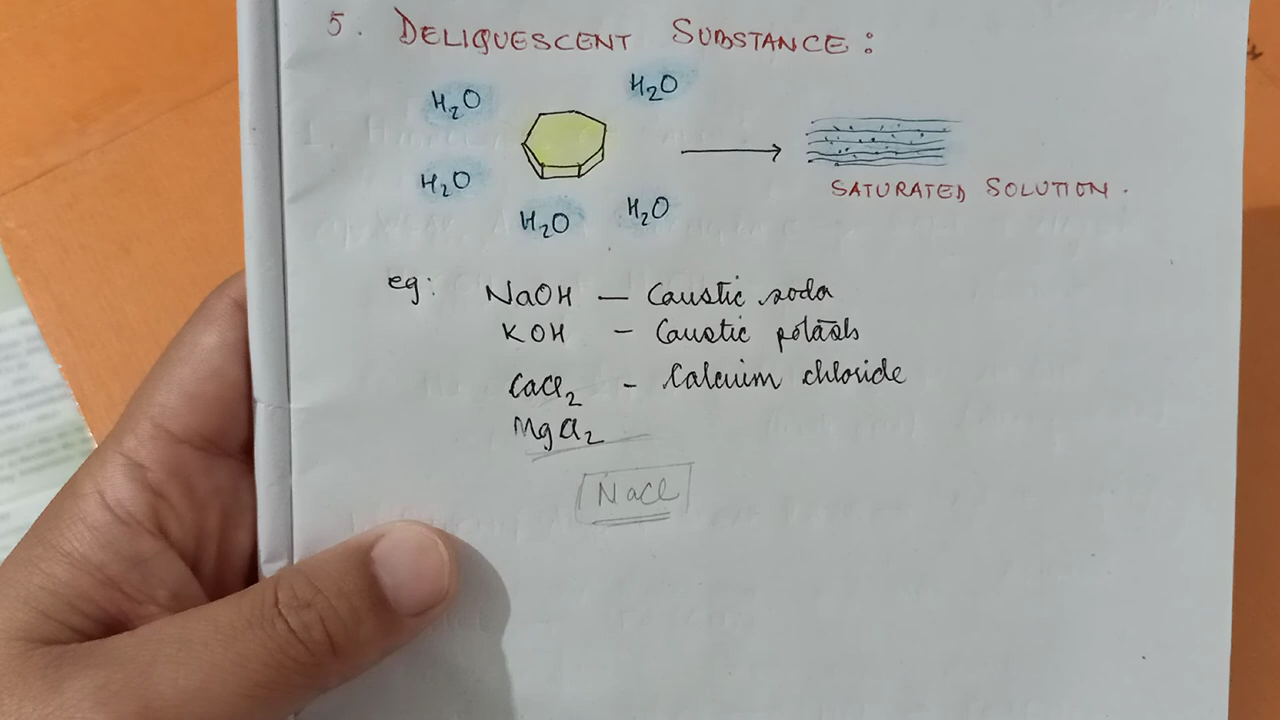 5. DELIQUESCENT SUBSTANCE:
H₂O H₂O
H₂O
H₂O H₂O
SATURATED SOLUTION.
eg: NaOH — Caustic soda
KOH — Caustic potash
CaCl₂ — Calcium chloride
MgCl₂
NaCl